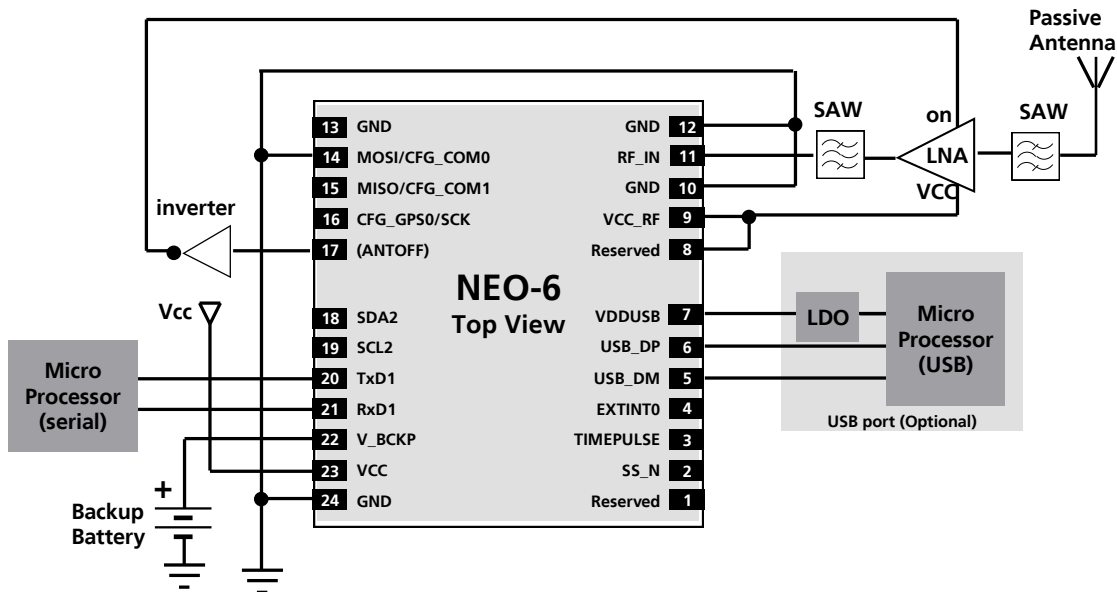 Passive
Antenna
SAW
on
SAW
LNA
VCC
inverter
Vcc
13 GND
14 MOSI/CFG_COM0
15 MISO/CFG_COM1
16 CFG_GPS0/SCK
17 (ANTOFF)
18 SDA2
19 SCL2
20 TxD1
21 RxD1
22 V_BCKP
23 VCC
24 GND
NEO-6
Top View
GND 12
RF_IN 11
GND 10
VCC_RF 9
Reserved 8
VDDUSB 7
USB_DP 6
USB_DM 5
EXTINT0 4
TIMEPULSE 3
SS_N 2
Reserved 1
LDO
Micro
Processor
(USB)
USB port (Optional)
Micro
Processor
(serial)
+
Backup
Battery